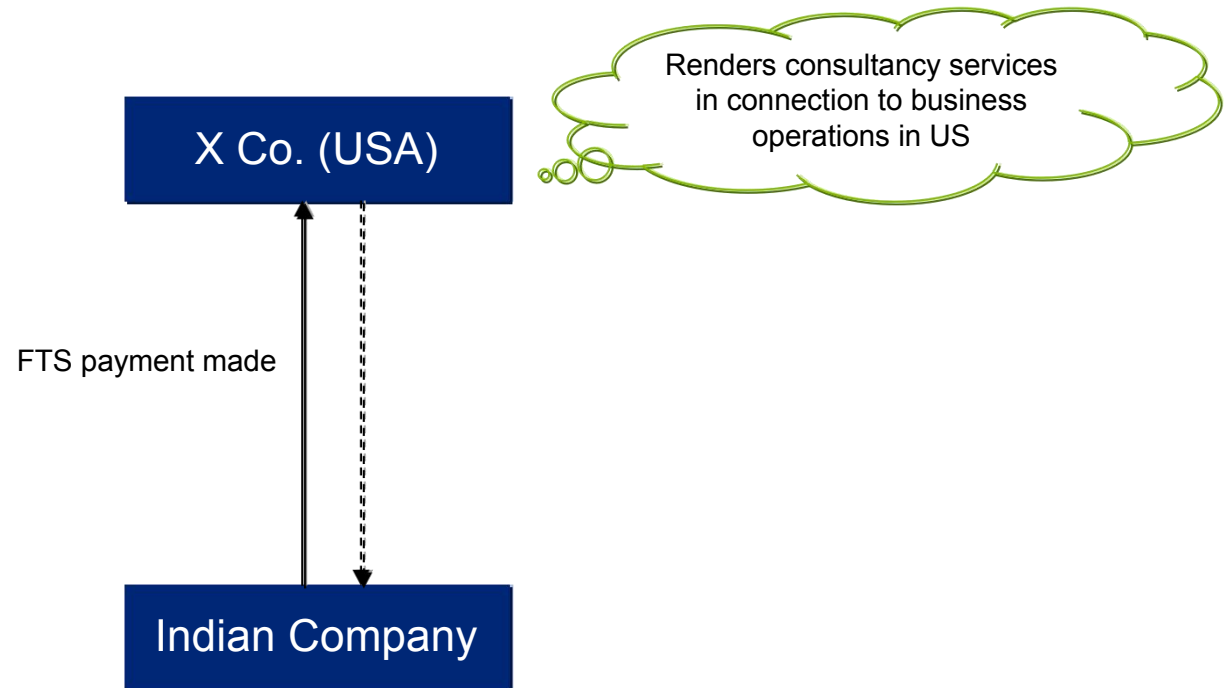 Renders consultancy services
in connection to business
operations in US
X Co. (USA)
FTS payment made
Indian Company